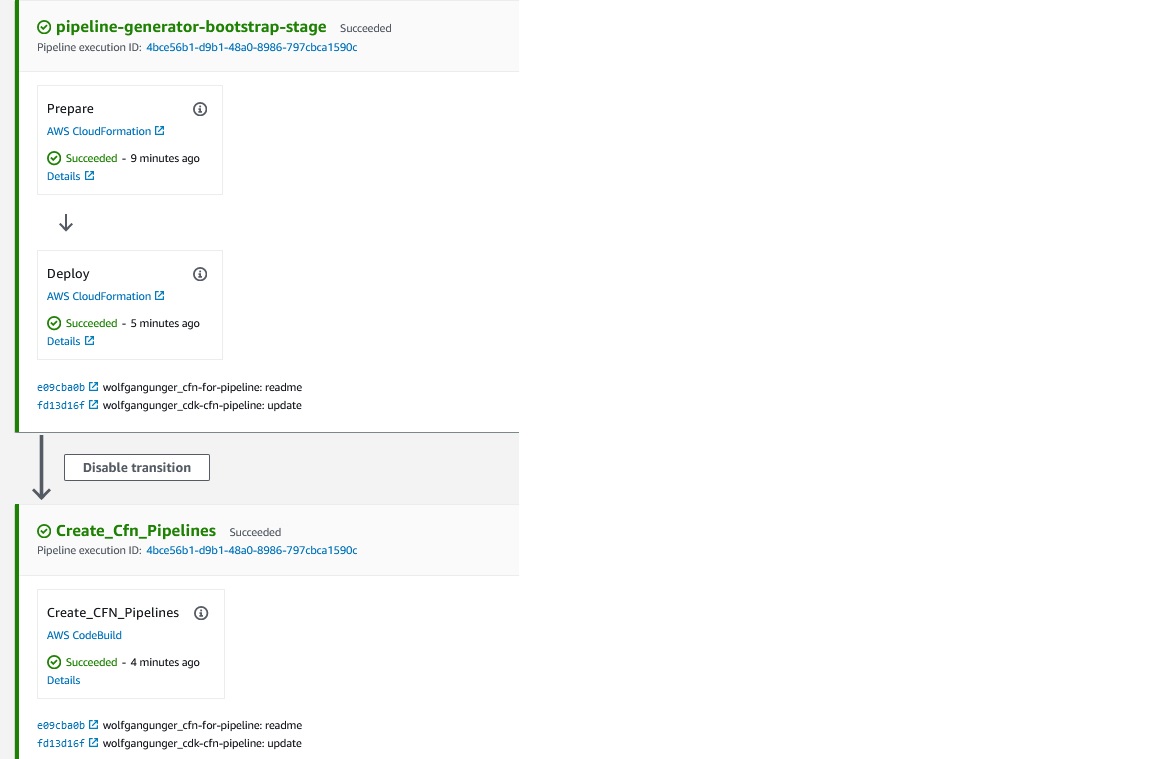 pipeline-generator-bootstrap-stage Succeeded
Pipeline execution ID: 4bce56b1-d9b1-48a0-8986-797cbca1590c
Prepare
AWS CloudFormation
Succeeded - 9 minutes ago
Details
Deploy
AWS CloudFormation
Succeeded - 5 minutes ago
Details
e09cba0b wolfgangunger_cfn-for-pipeline: readme
fd13d16f wolfgangunger_cdk-cfn-pipeline: update
Disable transition
Create_Cfn_Pipelines Succeeded
Pipeline execution ID: 4bce56b1-d9b1-48a0-8986-797cbca1590c
Create_CFN_Pipelines
AWS CodeBuild
Succeeded - 4 minutes ago
Details
e09cba0b wolfgangunger_cfn-for-pipeline: readme
fd13d16f wolfgangunger_cdk-cfn-pipeline: update